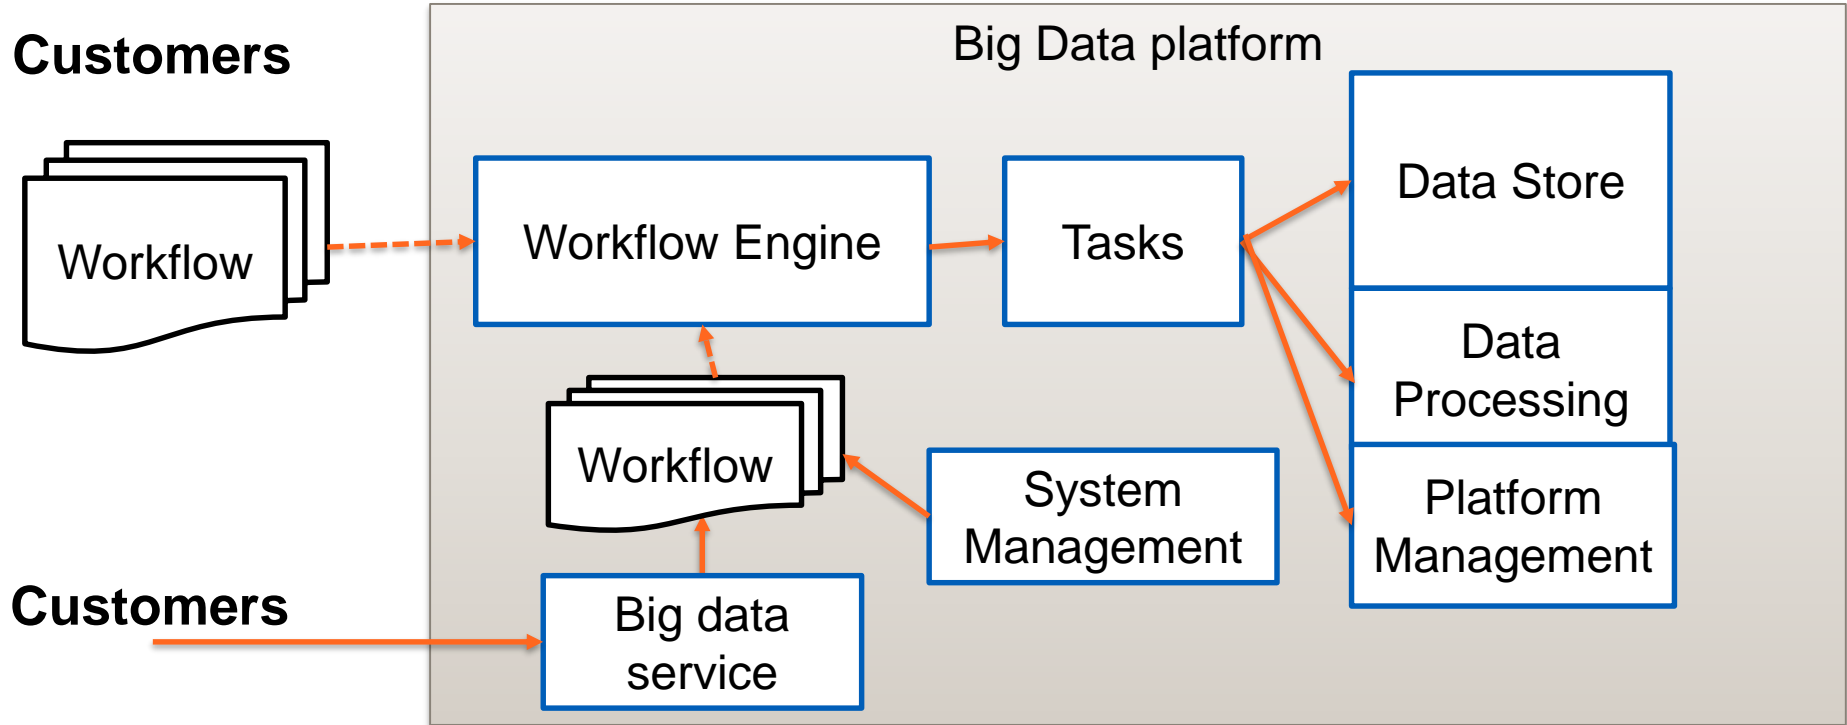 Customers
Big Data platform
Workflow
Workflow Engine
Tasks
Data Store
Data
Processing
Workflow
System
Management
Platform
Management
Customers
Big data
service